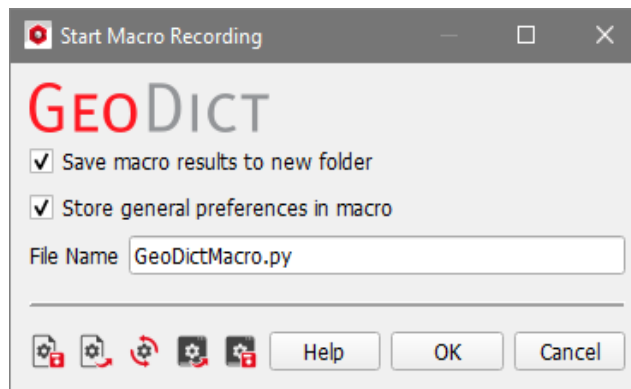 Start Macro Recording
GEODICT
Save macro results to new folder
Store general preferences in macro
File Name GeoDictMacro.py
Help OK Cancel